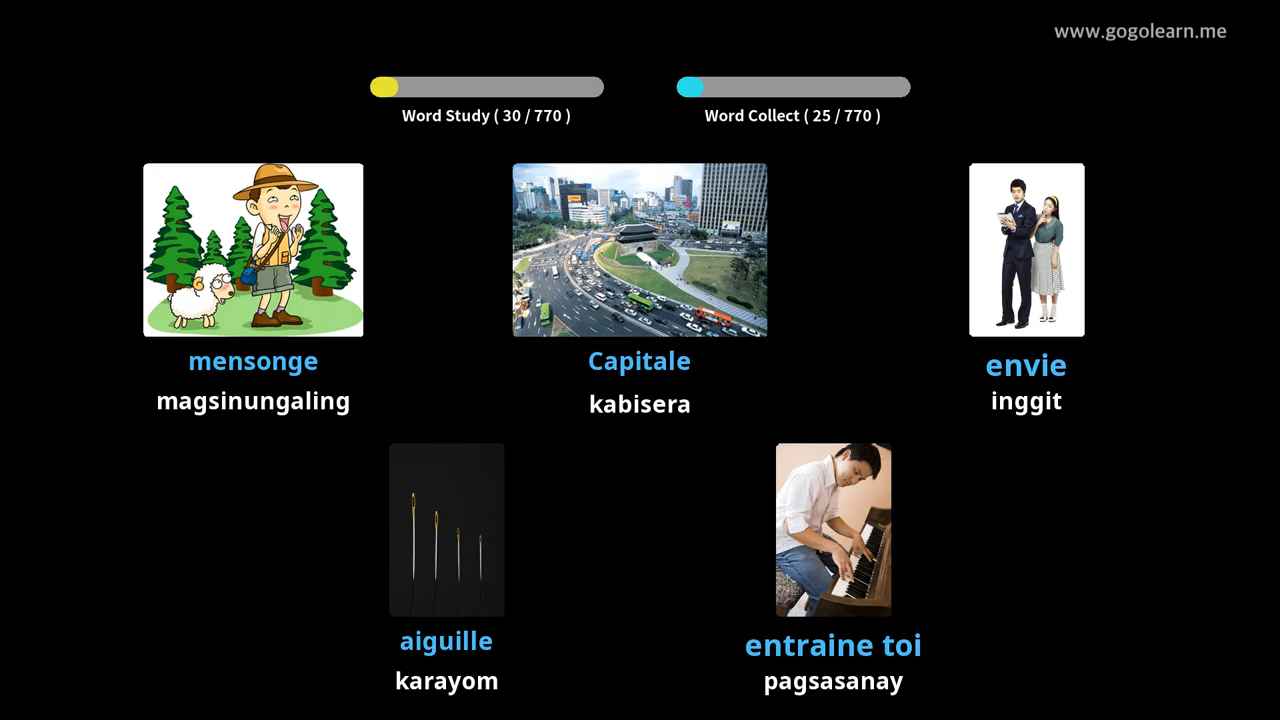 www.gogolearn.me
Word Study ( 30 / 770 )
Word Collect ( 25 / 770 )
mensonge
magsinungaling
Capitale
kabisera
envie
inggit
aiguille
karayom
entraine toi
pagsasanay